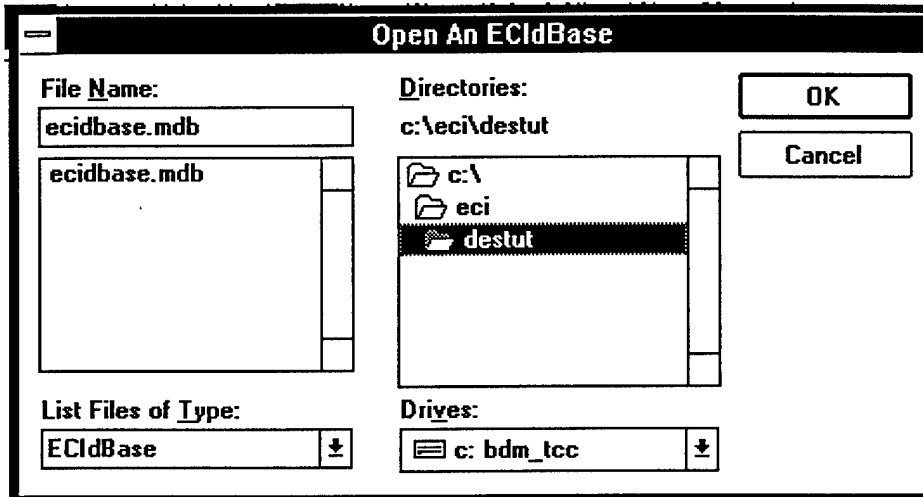 Open An ECIdBase
File Name:
ecidbase.mdb
ecidbase.mdb
List Files of Type:
ECIdBase
Directories:
c:\eci\destut
c:\
eci
destut
Drives:
c: bdm_tcc
OK
Cancel